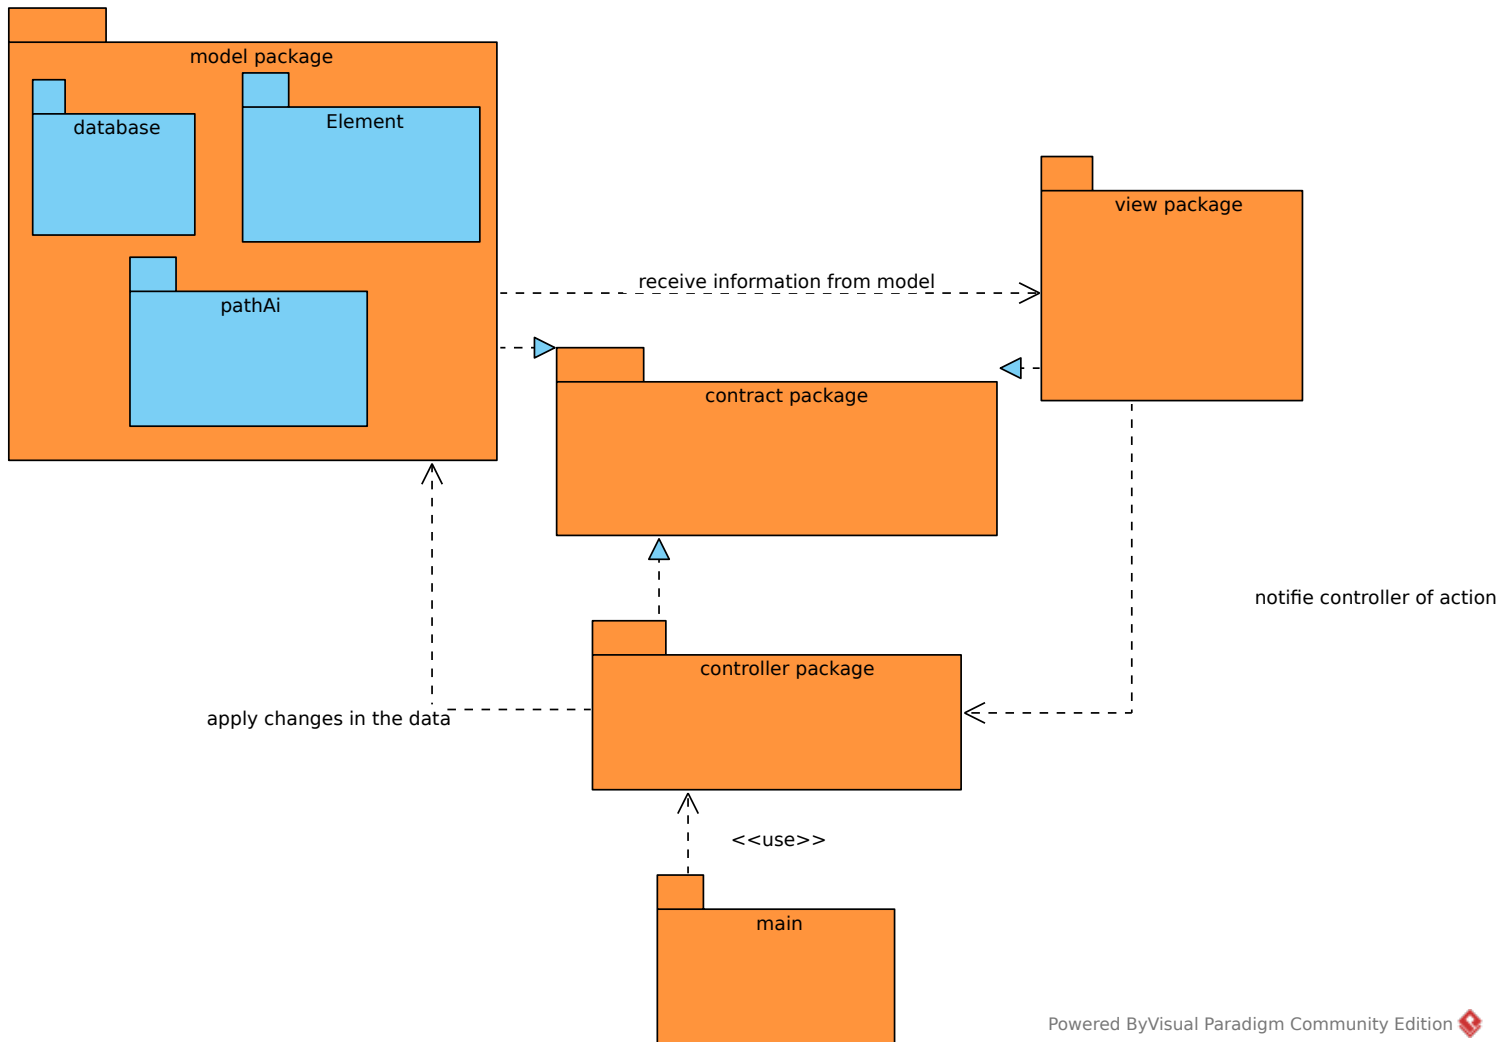 model package
database
Element
pathAi
view package
receive information from model
contract package
notifie controller of action
controller package
apply changes in the data
<<use>>
main
Powered ByVisual Paradigm Community Edition